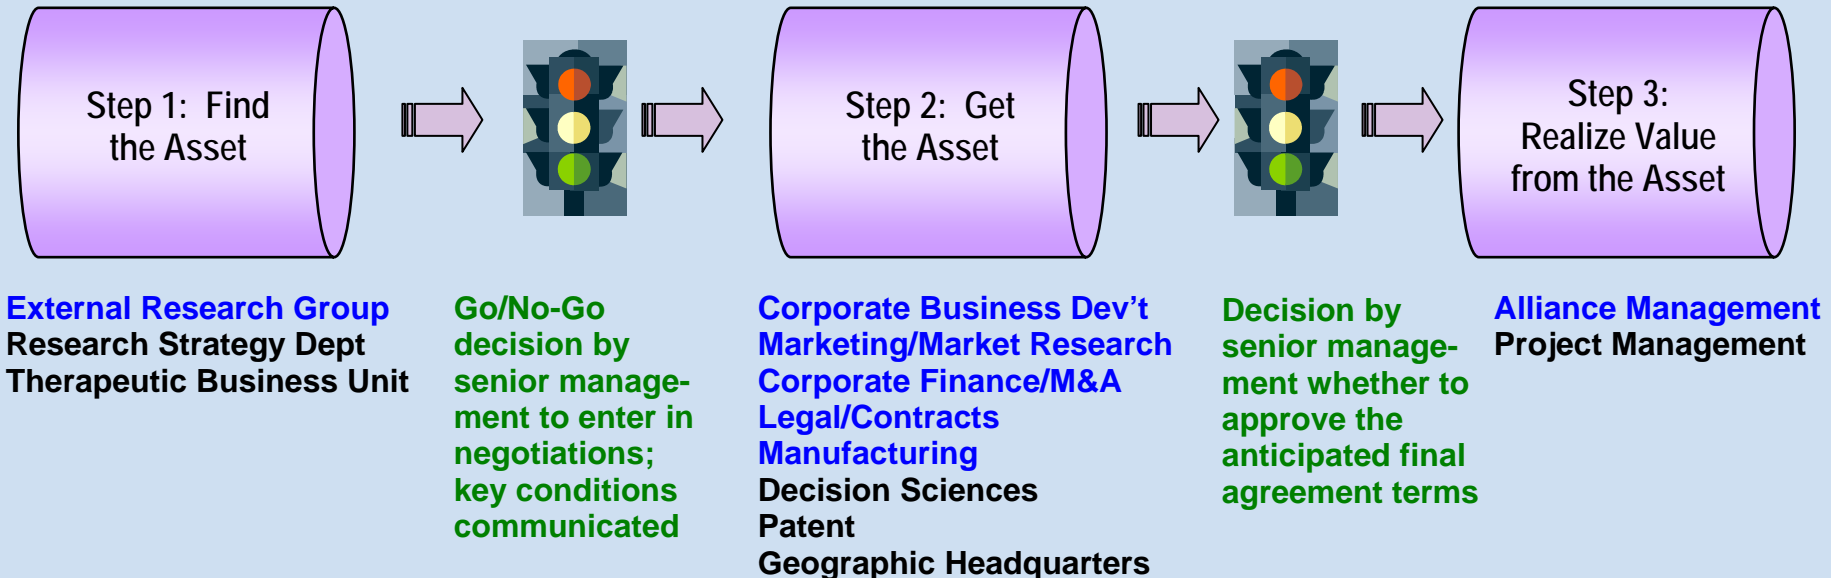 Step 1: Find
the Asset
Step 2: Get
the Asset
Step 3:
Realize Value
from the Asset
External Research Group
Research Strategy Dept
Therapeutic Business Unit
Go/No-Go
decision by
senior manage-
ment to enter in
negotiations;
key conditions
communicated
Corporate Business Dev't
Marketing/Market Research
Corporate Finance/M&A
Legal/Contracts
Manufacturing
Decision Sciences
Patent
Geographic Headquarters
Decision by
senior manage-
ment whether to
approve the
anticipated final
agreement terms
Alliance Management
Project Management